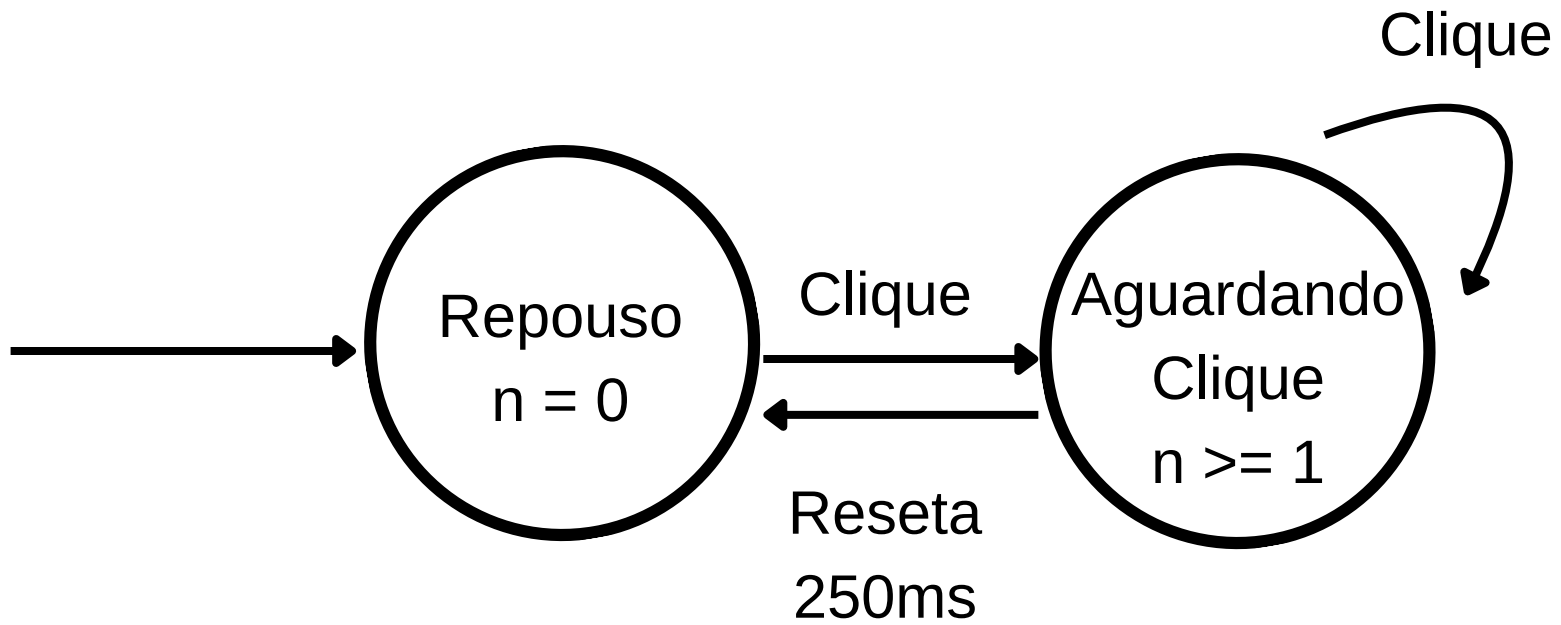 Clique
Repouso
n = 0
Clique
Aguardando
Clique
n >= 1
Reseta
250ms